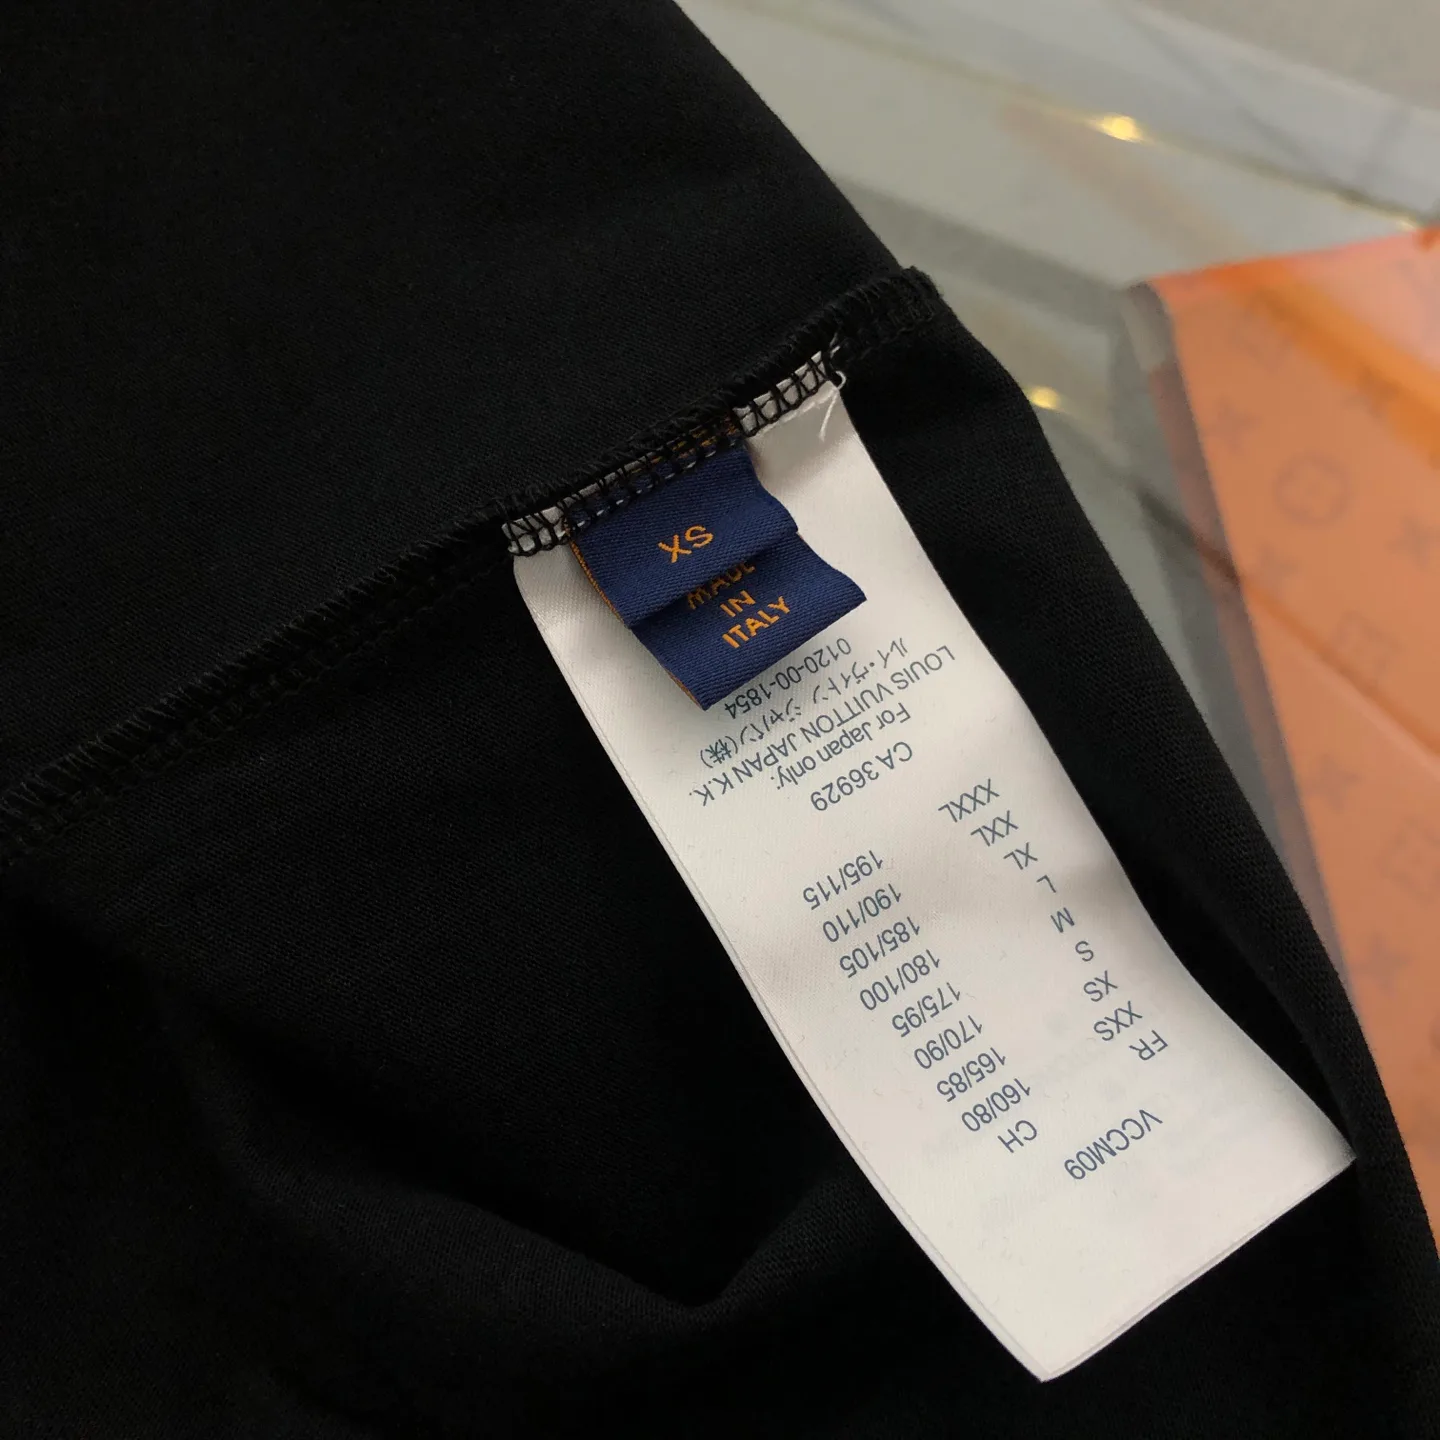 XS
MADE
IN
ITALY
VCCM09
FR CH
XXS 160/80
XS 165/85
S 170/90
M 175/95
L 180/100
XL 185/105
XXL 190/110
XXXL 195/115
CA 36929
For Japan only:
LOUIS VUITTON JAPAN K.K.
ルイ・ヴィトン ジャパン(株)
0120-00-1854